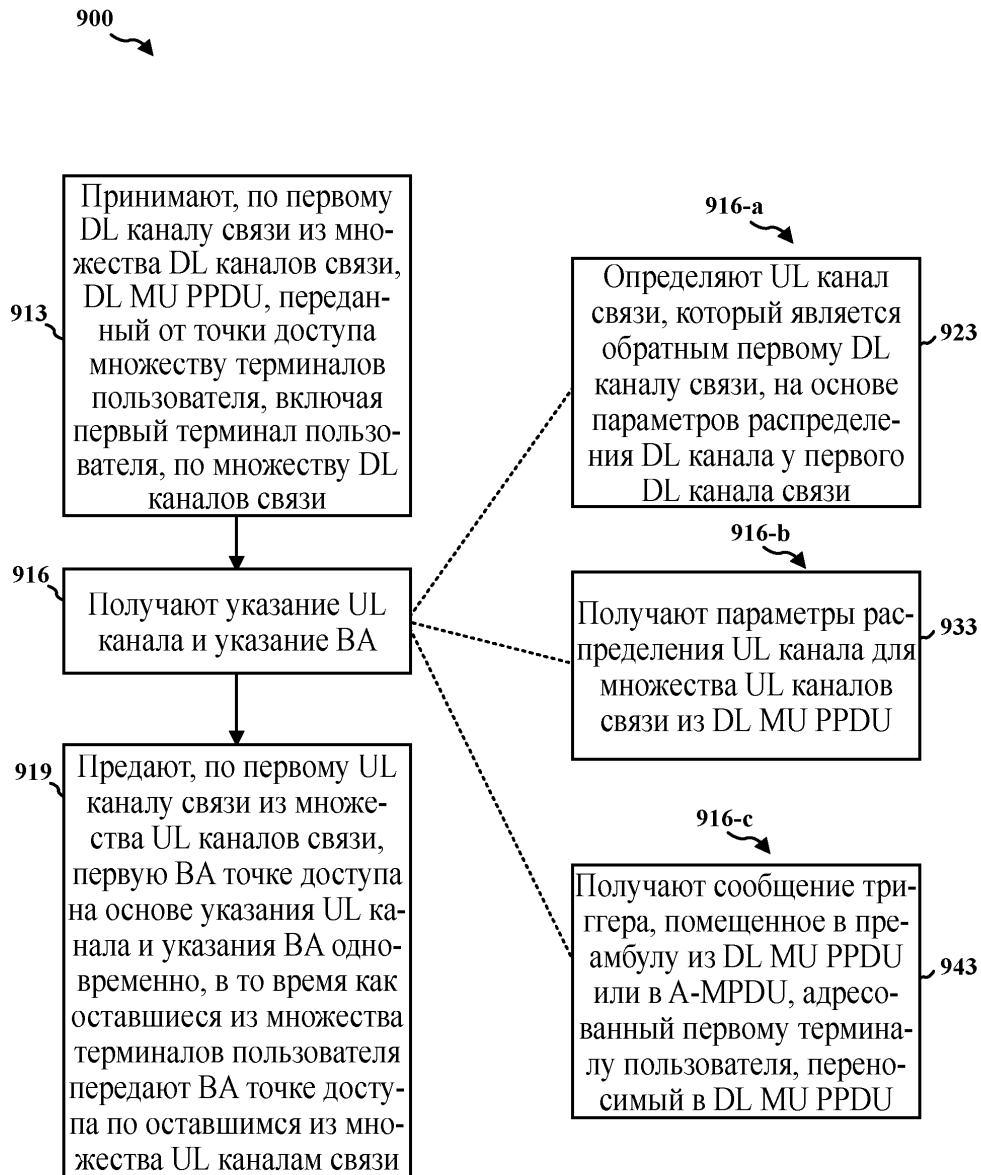 900
913
Принимают, по первому
DL каналу связи из мно-
жества DL каналов связи,
DL MU PPDU, передан-
ный от точки доступа
множеству терминалов
пользователя, включая
первый терминал пользо-
вателя, по множеству DL
каналов связи
916
Получают указание UL
канала и указание BA
919
Предают, по первому UL
каналу связи из множе-
ства UL каналов связи,
первую BA точке доступа
на основе указания UL ка-
нала и указания BA одно-
временно, в то время как
оставшиеся из множества
терминалов пользователя
передают BA точке досту-
па по оставшимся из мно-
жества UL каналам связи
916-a
Определяют UL канал
связи, который является
обратным первому DL
каналу связи, на основе
параметров распределе-
ния DL канала у первого
DL канала связи
923
916-b
Получают параметры рас-
пределения UL канала для
множества UL каналов
связи из DL MU PPDU
933
916-c
Получают сообщение три-
ггера, помещенное в пре-
амбулу из DL MU PPDU
или в A-MPDU, адресо-
ванный первому термина-
лу пользователя, перено-
симый в DL MU PPDU
943